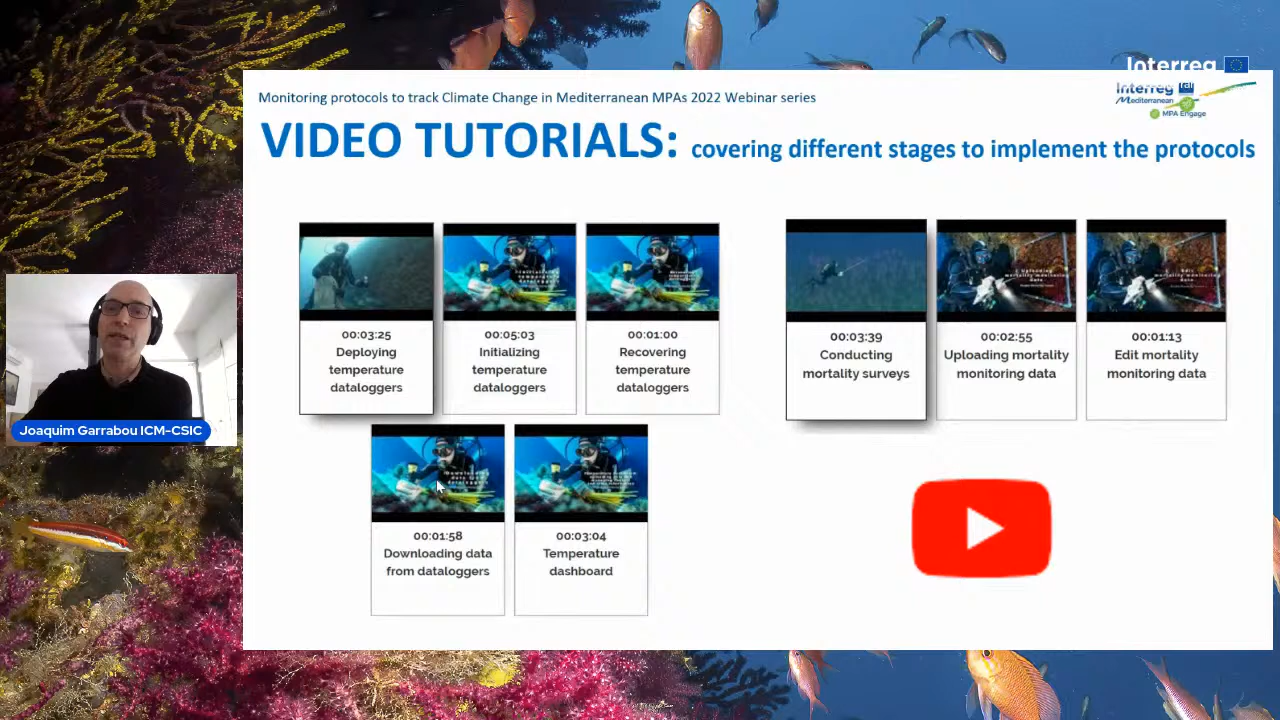 Interreg
Monitoring protocols to track Climate Change in Mediterranean MPAs 2022 Webinar series
Interreg
Mediterranean
MPA Engage
VIDEO TUTORIALS: covering different stages to implement the protocols
00:03:25
Deploying
temperature
dataloggers
00:05:03
Initializing
temperature
dataloggers
00:01:00
Recovering
temperature
dataloggers
00:03:39
Conducting
mortality surveys
00:02:55
Uploading mortality
monitoring data
00:01:13
Edit mortality
monitoring data
Joaquim Garrabou ICM-CSIC
00:01:58
Downloading data
from dataloggers
00:03:04
Temperature
dashboard